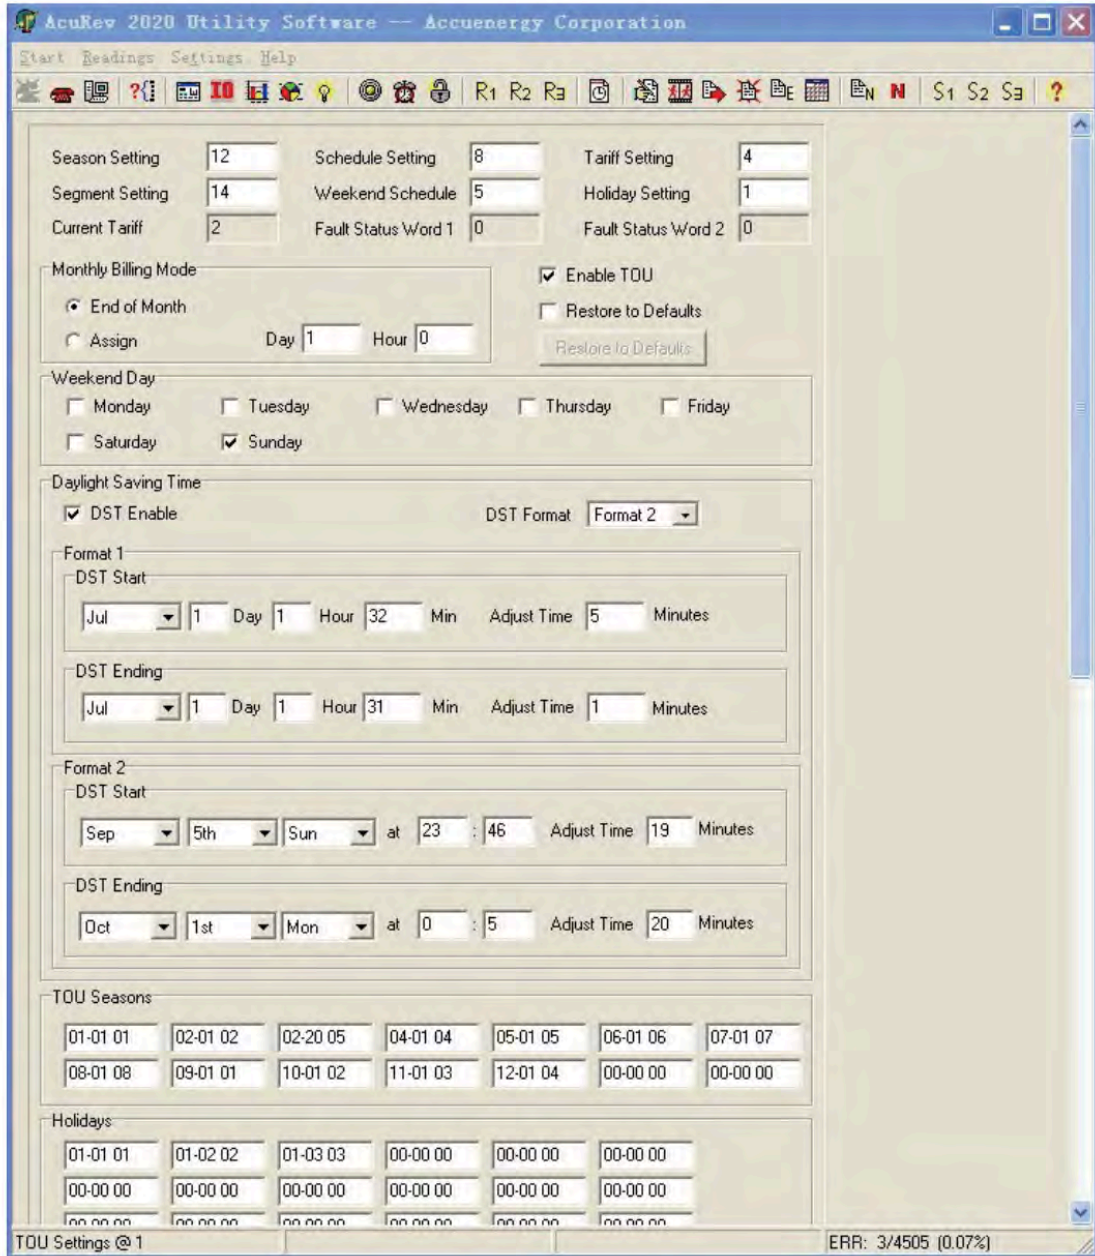 AcuRev 2020 Utility Software -- Accuenergy Corporation
Start Readings Settings Help
?{ IO R1 R2 R3 E N N S1 S2 S3 ?
Season Setting 12 Schedule Setting 8 Tariff Setting 4
Segment Setting 14 Weekend Schedule 5 Holiday Setting 1
Current Tariff 2 Fault Status Word 1 0 Fault Status Word 2 0
Monthly Billing Mode
Enable TOU
End of Month
Restore to Defaults
Assign Day 1 Hour 0
Restore to Defaults
Weekend Day
Monday Tuesday Wednesday Thursday Friday
Saturday Sunday
Daylight Saving Time
DST Enable DST Format Format 2
Format 1
DST Start
Jul 1 Day 1 Hour 32 Min Adjust Time 5 Minutes
DST Ending
Jul 1 Day 1 Hour 31 Min Adjust Time 1 Minutes
Format 2
DST Start
Sep 5th Sun at 23 : 46 Adjust Time 19 Minutes
DST Ending
Oct 1st Mon at 0 : 5 Adjust Time 20 Minutes
TOU Seasons
01-01 01 02-01 02 02-20 05 04-01 04 05-01 05 06-01 06 07-01 07
08-01 08 09-01 01 10-01 02 11-01 03 12-01 04 00-00 00 00-00 00
Holidays
01-01 01 01-02 02 01-03 03 00-00 00 00-00 00 00-00 00
00-00 00 00-00 00 00-00 00 00-00 00 00-00 00 00-00 00
TOU Settings @ 1 ERR: 3/4505 (0.07%)